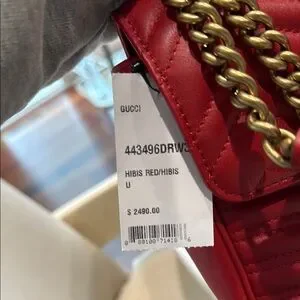 GUCCI
443496DRW3
HIBIS RED/HIBIS
U
$ 2490.00